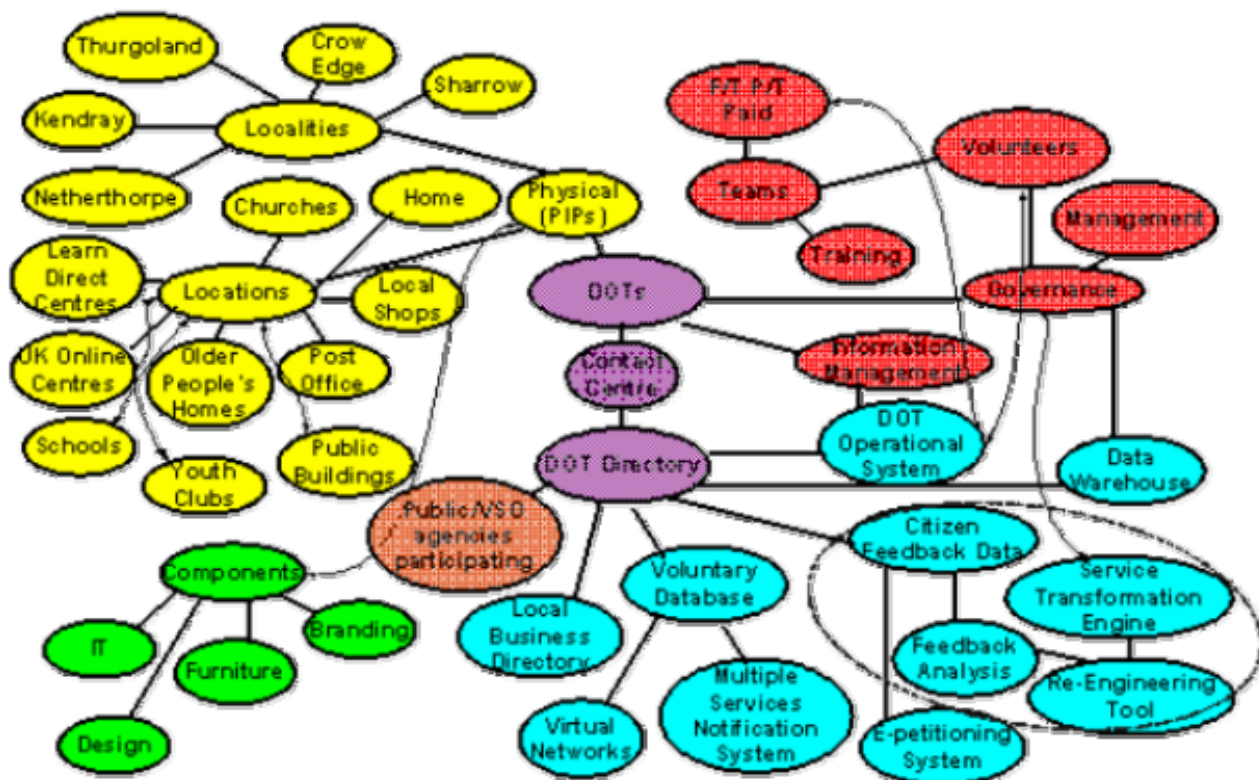 Thurgoland
Crow
Edge
Sharrow
Kendray
Localities
Netherthorpe
Churches
Home
Physical
(PIPs)
Learn
Direct
Centres
Locations
Local
Shops
UK Online
Centres
Older
People's
Homes
Post
Office
Schools
Youth
Clubs
Public
Buildings
F/T P/T
Paid
Volunteers
Teams
Management
Training
Governance
DOTs
Information
Management
Contact
Centre
DOT
Operational
System
DOT Directory
Data
Warehouse
Public/VSO
agencies
participating
Citizen
Feedback Data
Components
Voluntary
Database
Service
Transformation
Engine
IT
Branding
Furniture
Local
Business
Directory
Feedback
Analysis
Re-Engineering
Tool
Design
Virtual
Networks
Multiple
Services
Notification
System
E-petitioning
System